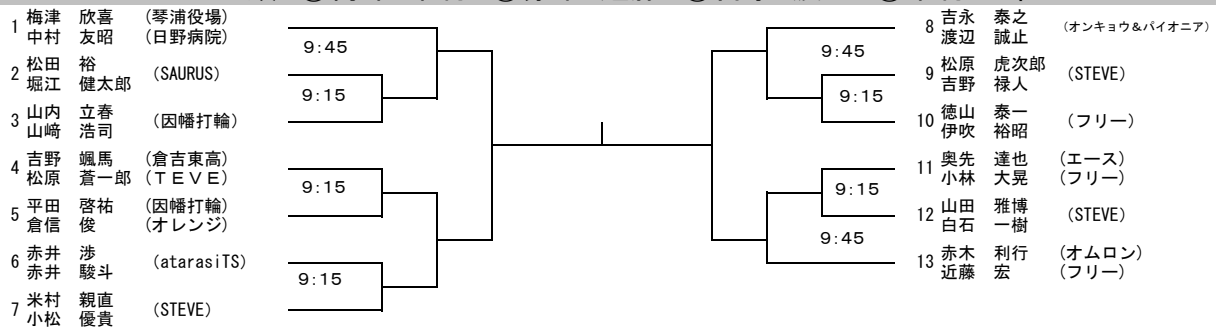 1 梅津 欣喜 (琴浦役場)
中村 友昭 (日野病院)
2 松田 裕 (SAURUS)
堀江 健太郎
3 山内 立春 (因幡打輪)
山﨑 浩司
4 吉野 颯馬 (倉吉東高)
松原 蒼一郎 (TEVE)
5 平田 啓祐 (因幡打輪)
倉信 俊 (オレンジ)
6 赤井 渉 (atarasiTS)
赤井 駿斗
7 米村 親直 (STEVE)
小松 優貴
9:45
9:15
9:15
9:15
8 吉永 泰之 (オンキョウ&パイオニア)
渡辺 誠止
9 松原 虎次郎 (STEVE)
吉野 禄人
10 徳山 泰一 (フリー)
伊吹 裕昭
11 奥先 達也 (エース)
小林 大晃 (フリー)
12 山田 雅博 (STEVE)
白石 一樹
13 赤木 利行 (オムロン)
近藤 宏 (フリー)
9:45
9:15
9:15
9:45